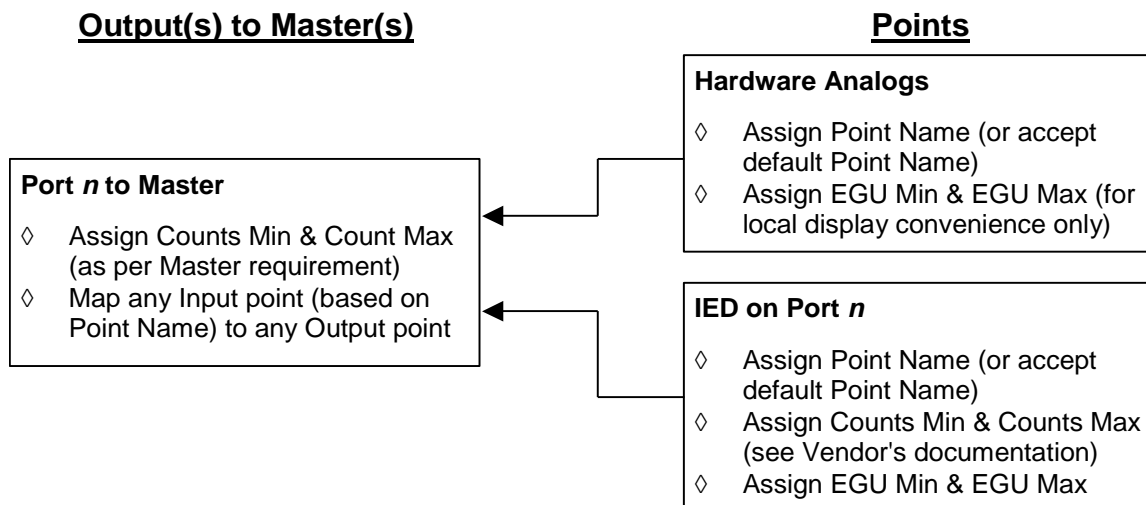 Output(s) to Master(s)
Points
Port n to Master
◊ Assign Counts Min & Count Max
(as per Master requirement)
◊ Map any Input point (based on
Point Name) to any Output point
Hardware Analogs
◊ Assign Point Name (or accept
default Point Name)
◊ Assign EGU Min & EGU Max (for
local display convenience only)
IED on Port n
◊ Assign Point Name (or accept
default Point Name)
◊ Assign Counts Min & Counts Max
(see Vendor's documentation)
◊ Assign EGU Min & EGU Max